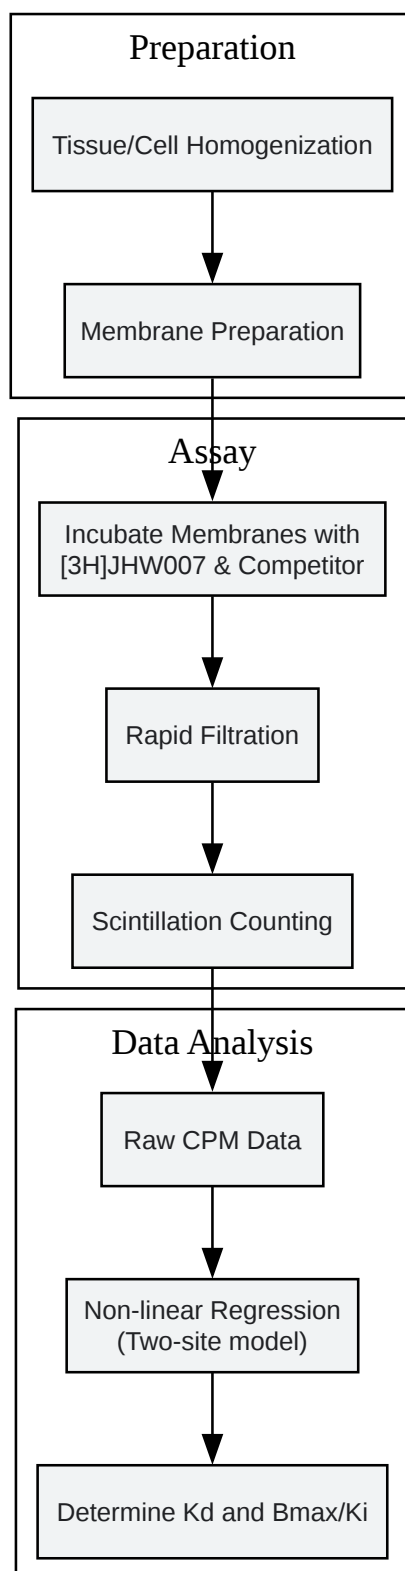 Preparation
Tissue/Cell Homogenization
Membrane Preparation
Assay
Incubate Membranes with
[3H]JHW007 & Competitor
Rapid Filtration
Scintillation Counting
Data Analysis
Raw CPM Data
Non-linear Regression
(Two-site model)
Determine Kd and Bmax/Ki